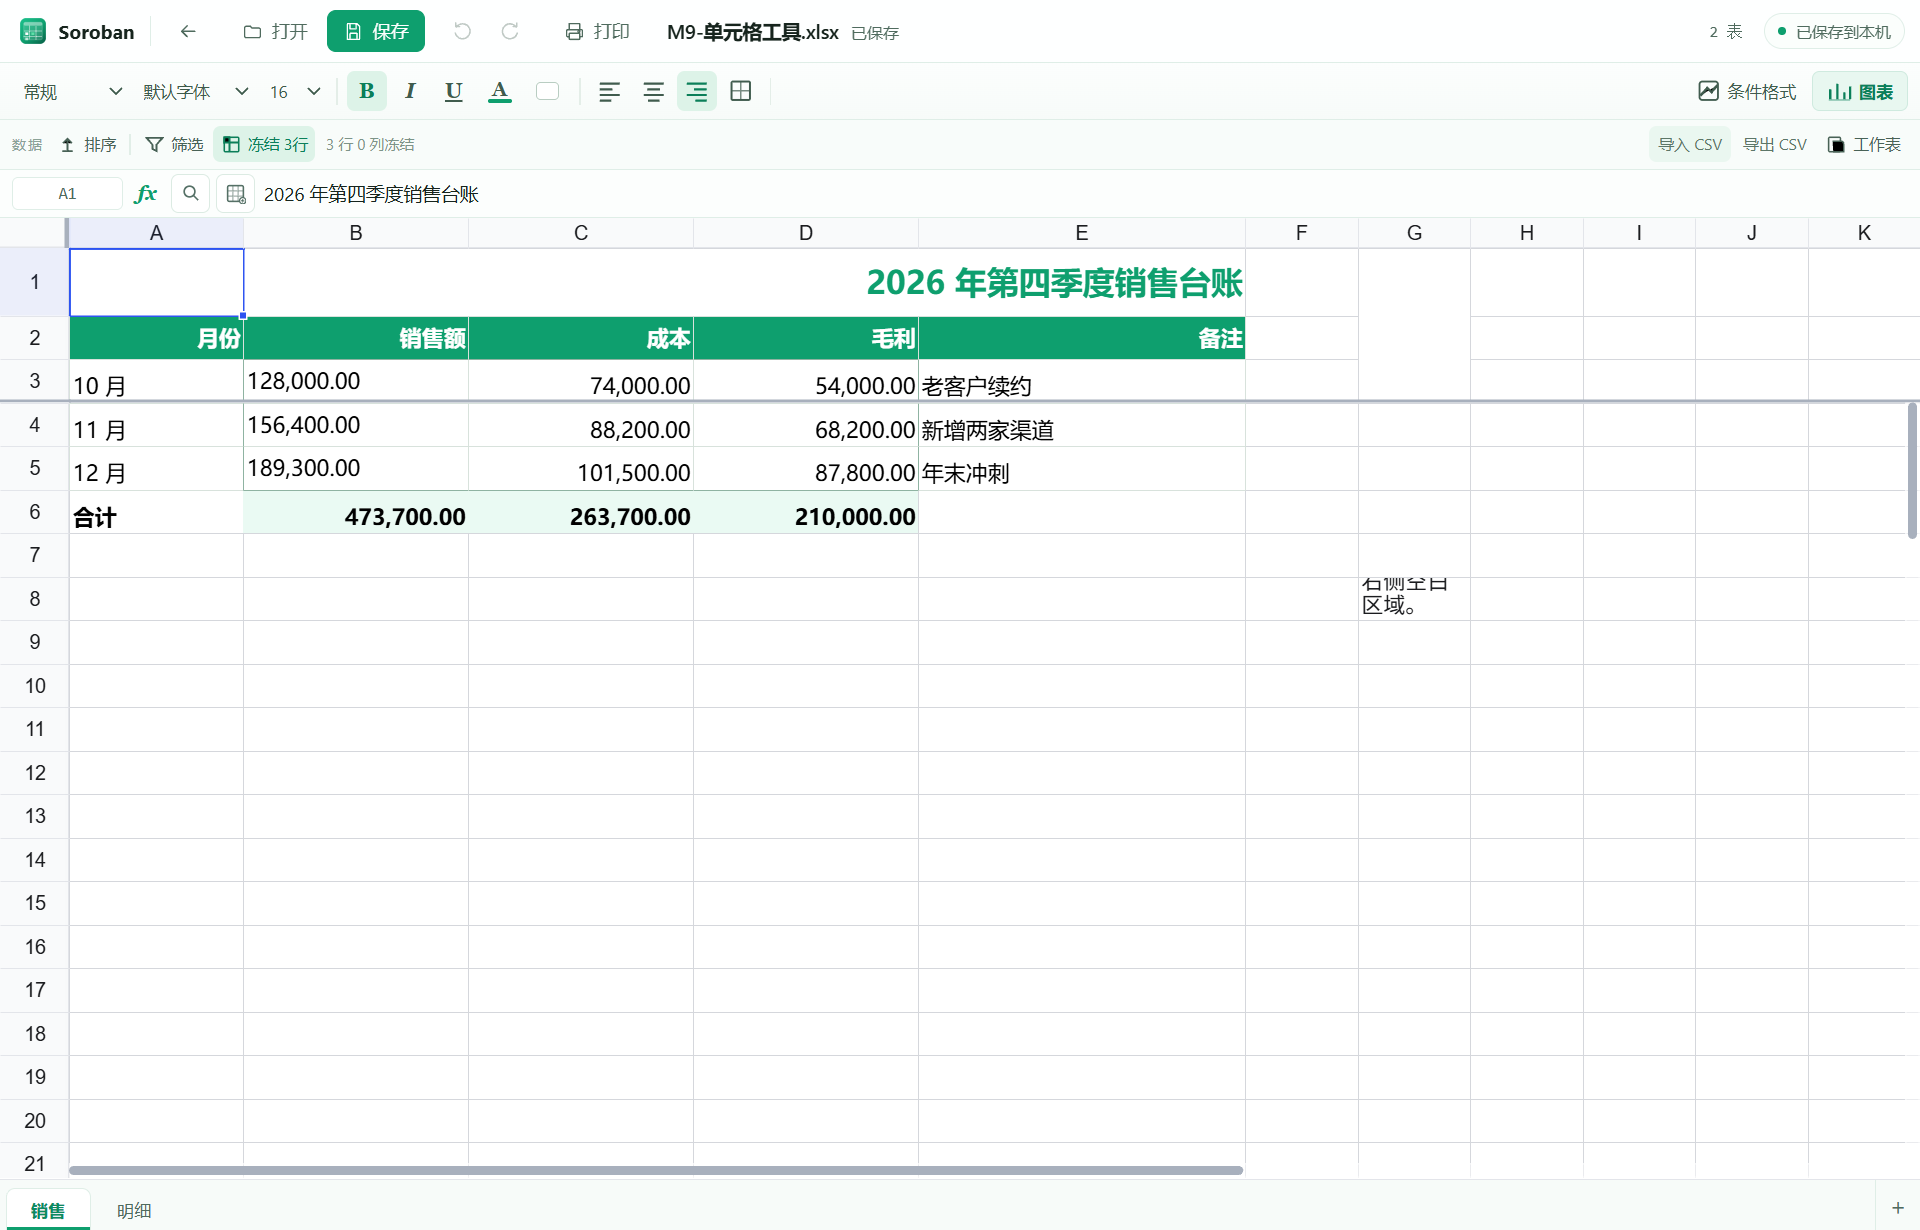 Soroban
打开
保存
打印
M9-单元格工具.xlsx 已保存
2 表
已保存到本机
常规
默认字体
16
B I U A
条件格式
图表
数据
排序
筛选
冻结 3行
3 行 0 列冻结
导入 CSV
导出 CSV
工作表
A1
fx
2026 年第四季度销售台账
A B C D E F G H I J K
1 2026 年第四季度销售台账
2 月份 销售额 成本 毛利 备注
3 10 月 128,000.00 74,000.00 54,000.00 老客户续约
4 11 月 156,400.00 88,200.00 68,200.00 新增两家渠道
5 12 月 189,300.00 101,500.00 87,800.00 年末冲刺
6 合计 473,700.00 263,700.00 210,000.00
7
8 右侧空白
区域。
9
10
11
12
13
14
15
16
17
18
19
20
21
销售
明细